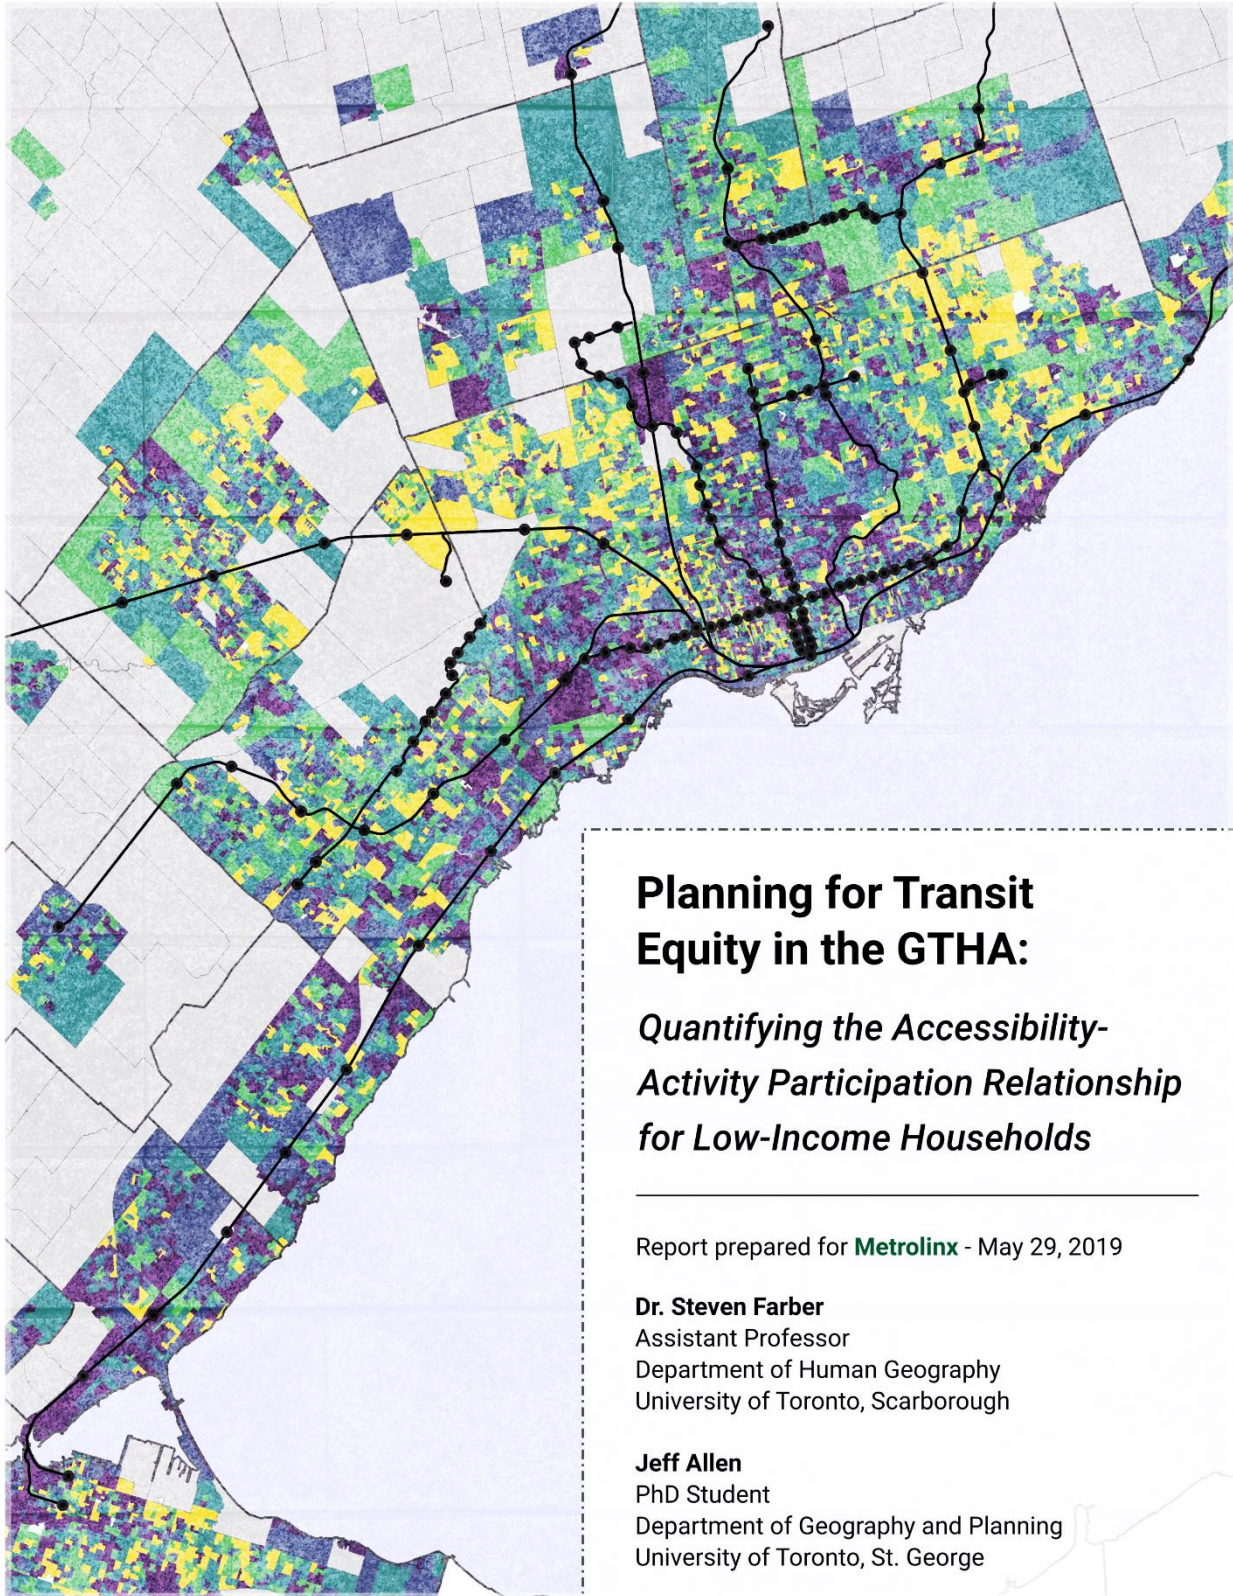 Planning for Transit
Equity in the GTHA:
Quantifying the Accessibility-
Activity Participation Relationship
for Low-Income Households
Report prepared for Metrolinx - May 29, 2019
Dr. Steven Farber
Assistant Professor
Department of Human Geography
University of Toronto, Scarborough
Jeff Allen
PhD Student
Department of Geography and Planning
University of Toronto, St. George